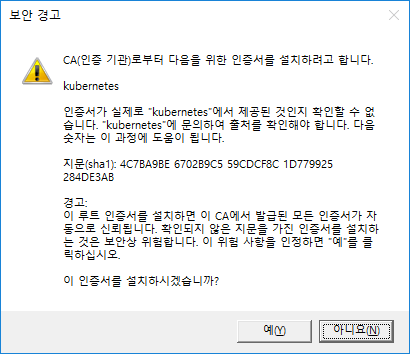 보안 경고
CA(인증 기관)로부터 다음을 위한 인증서를 설치하려고 합니다.
kubernetes
인증서가 실제로 "kubernetes"에서 제공된 것인지 확인할 수 없
습니다. "kubernetes"에 문의하여 출처를 확인해야 합니다. 다음
숫자는 이 과정에 도움이 됩니다.
지문(sha1): 4C7BA9BE 6702B9C5 59CDCF8C 1D779925
284DE3AB
경고:
이 루트 인증서를 설치하면 이 CA에서 발급된 모든 인증서가 자
동으로 신뢰됩니다. 확인되지 않은 지문을 가진 인증서를 설치하
는 것은 보안상 위험합니다. 이 위험 사항을 인정하면 "예"를 클
릭하십시오.
이 인증서를 설치하시겠습니까?
예(Y)
아니요(N)